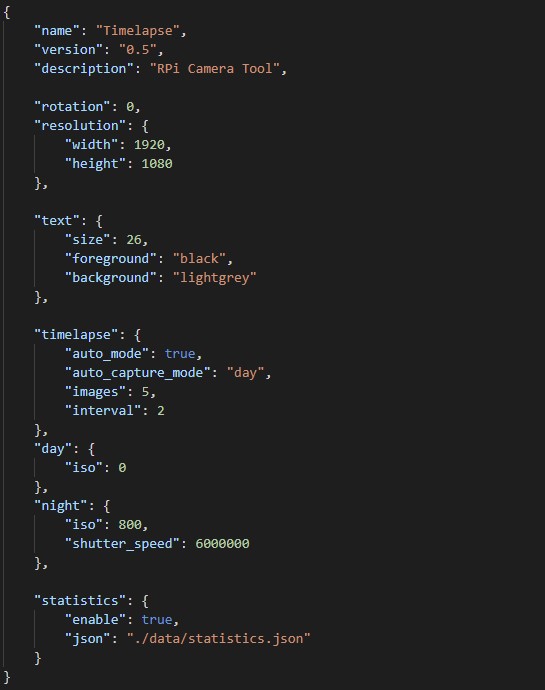 {
    "name": "Timelapse",
    "version": "0.5",
    "description": "RPi Camera Tool",

    "rotation": 0,
    "resolution": {
        "width": 1920,
        "height": 1080
    },

    "text": {
        "size": 26,
        "foreground": "black",
        "background": "lightgrey"
    },

    "timelapse": {
        "auto_mode": true,
        "auto_capture_mode": "day",
        "images": 5,
        "interval": 2
    },
    "day": {
        "iso": 0
    },
    "night": {
        "iso": 800,
        "shutter_speed": 6000000
    },

    "statistics": {
        "enable": true,
        "json": "./data/statistics.json"
    }
}